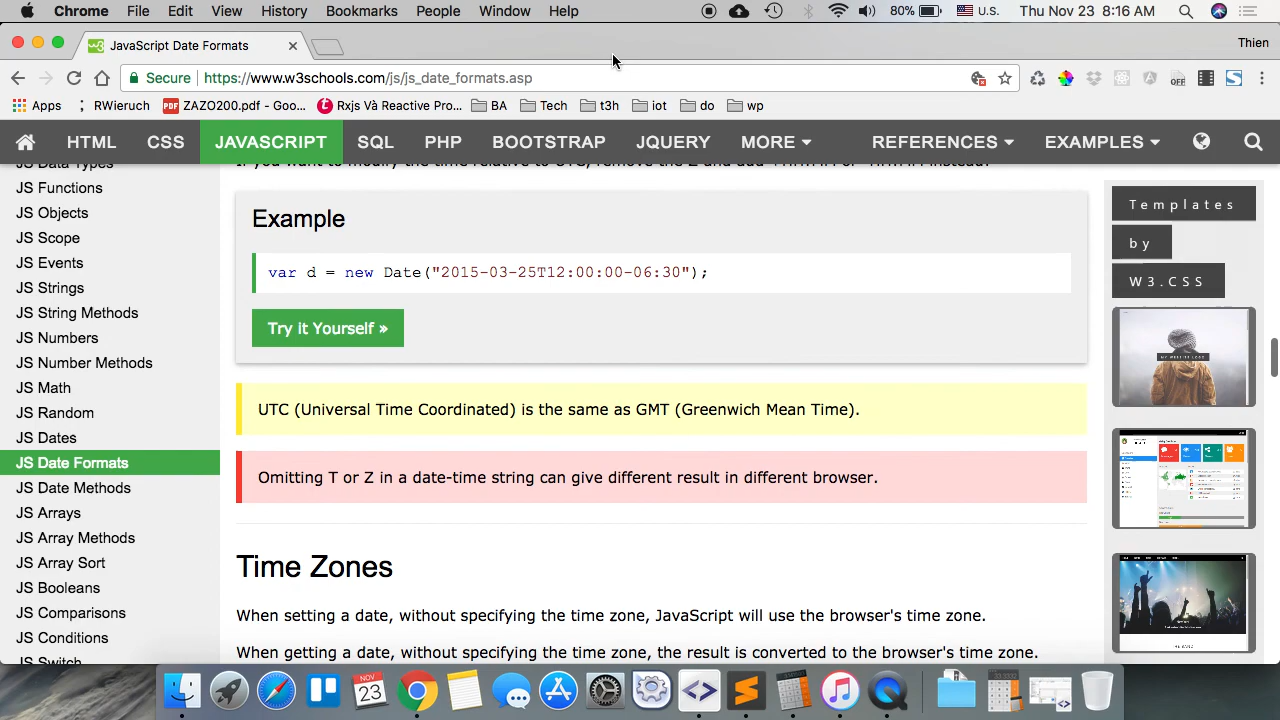 Chrome File Edit View History Bookmarks People Window Help 80% U.S. Thu Nov 23 8:16 AM
JavaScript Date Formats Thien
Secure https://www.w3schools.com/js/js_date_formats.asp OFF
Apps RWieruch ZAZO200.pdf - Goo... Rxjs Và Reactive Pro... BA Tech t3h iot do wp
HTML CSS JAVASCRIPT SQL PHP BOOTSTRAP JQUERY MORE REFERENCES EXAMPLES
JS Data Types
JS Functions
JS Objects
JS Scope
JS Events
JS Strings
JS String Methods
JS Numbers
JS Number Methods
JS Math
JS Random
JS Dates
JS Date Formats
JS Date Methods
JS Arrays
JS Array Methods
JS Array Sort
JS Booleans
JS Comparisons
JS Conditions
JS Switch
Example
var d = new Date("2015-03-25T12:00:00-06:30");
Try it Yourself »
UTC (Universal Time Coordinated) is the same as GMT (Greenwich Mean Time).
Omitting T or Z in a date-time string can give different result in different browser.
Time Zones
When setting a date, without specifying the time zone, JavaScript will use the browser's time zone.
When getting a date, without specifying the time zone, the result is converted to the browser's time zone.
Templates
by
W3.CSS
NOV
23